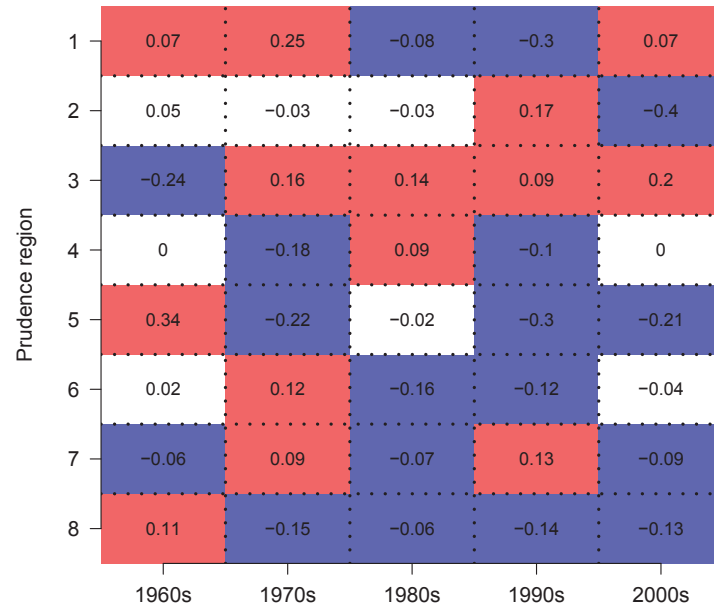 1 0.07 0.25 −0.08 −0.3 0.07
2 0.05 −0.03 −0.03 0.17 −0.4
3 −0.24 0.16 0.14 0.09 0.2
4 0 −0.18 0.09 −0.1 0
5 0.34 −0.22 −0.02 −0.3 −0.21
6 0.02 0.12 −0.16 −0.12 −0.04
7 −0.06 0.09 −0.07 0.13 −0.09
8 0.11 −0.15 −0.06 −0.14 −0.13
1960s 1970s 1980s 1990s 2000s
Prudence region